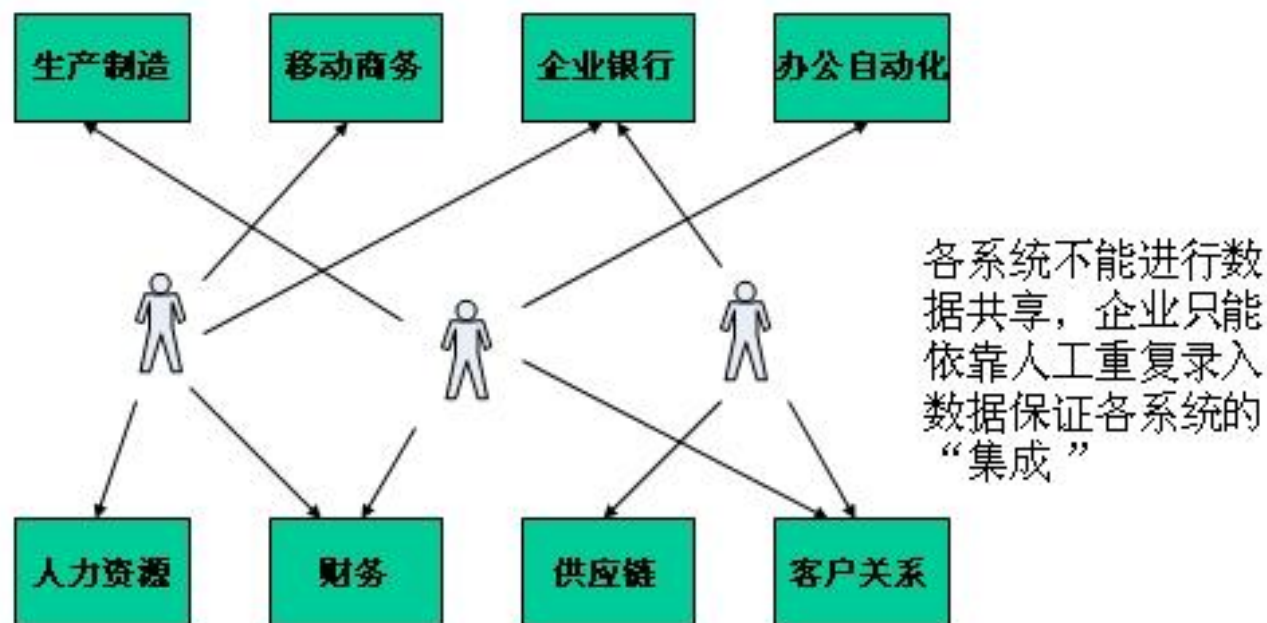 生产制造
移动商务
企业银行
办公自动化
各系统不能进行数
据共享，企业只能
依靠人工重复录入
数据保证各系统的
“集成 ”
人力资源
财务
供应链
客户关系